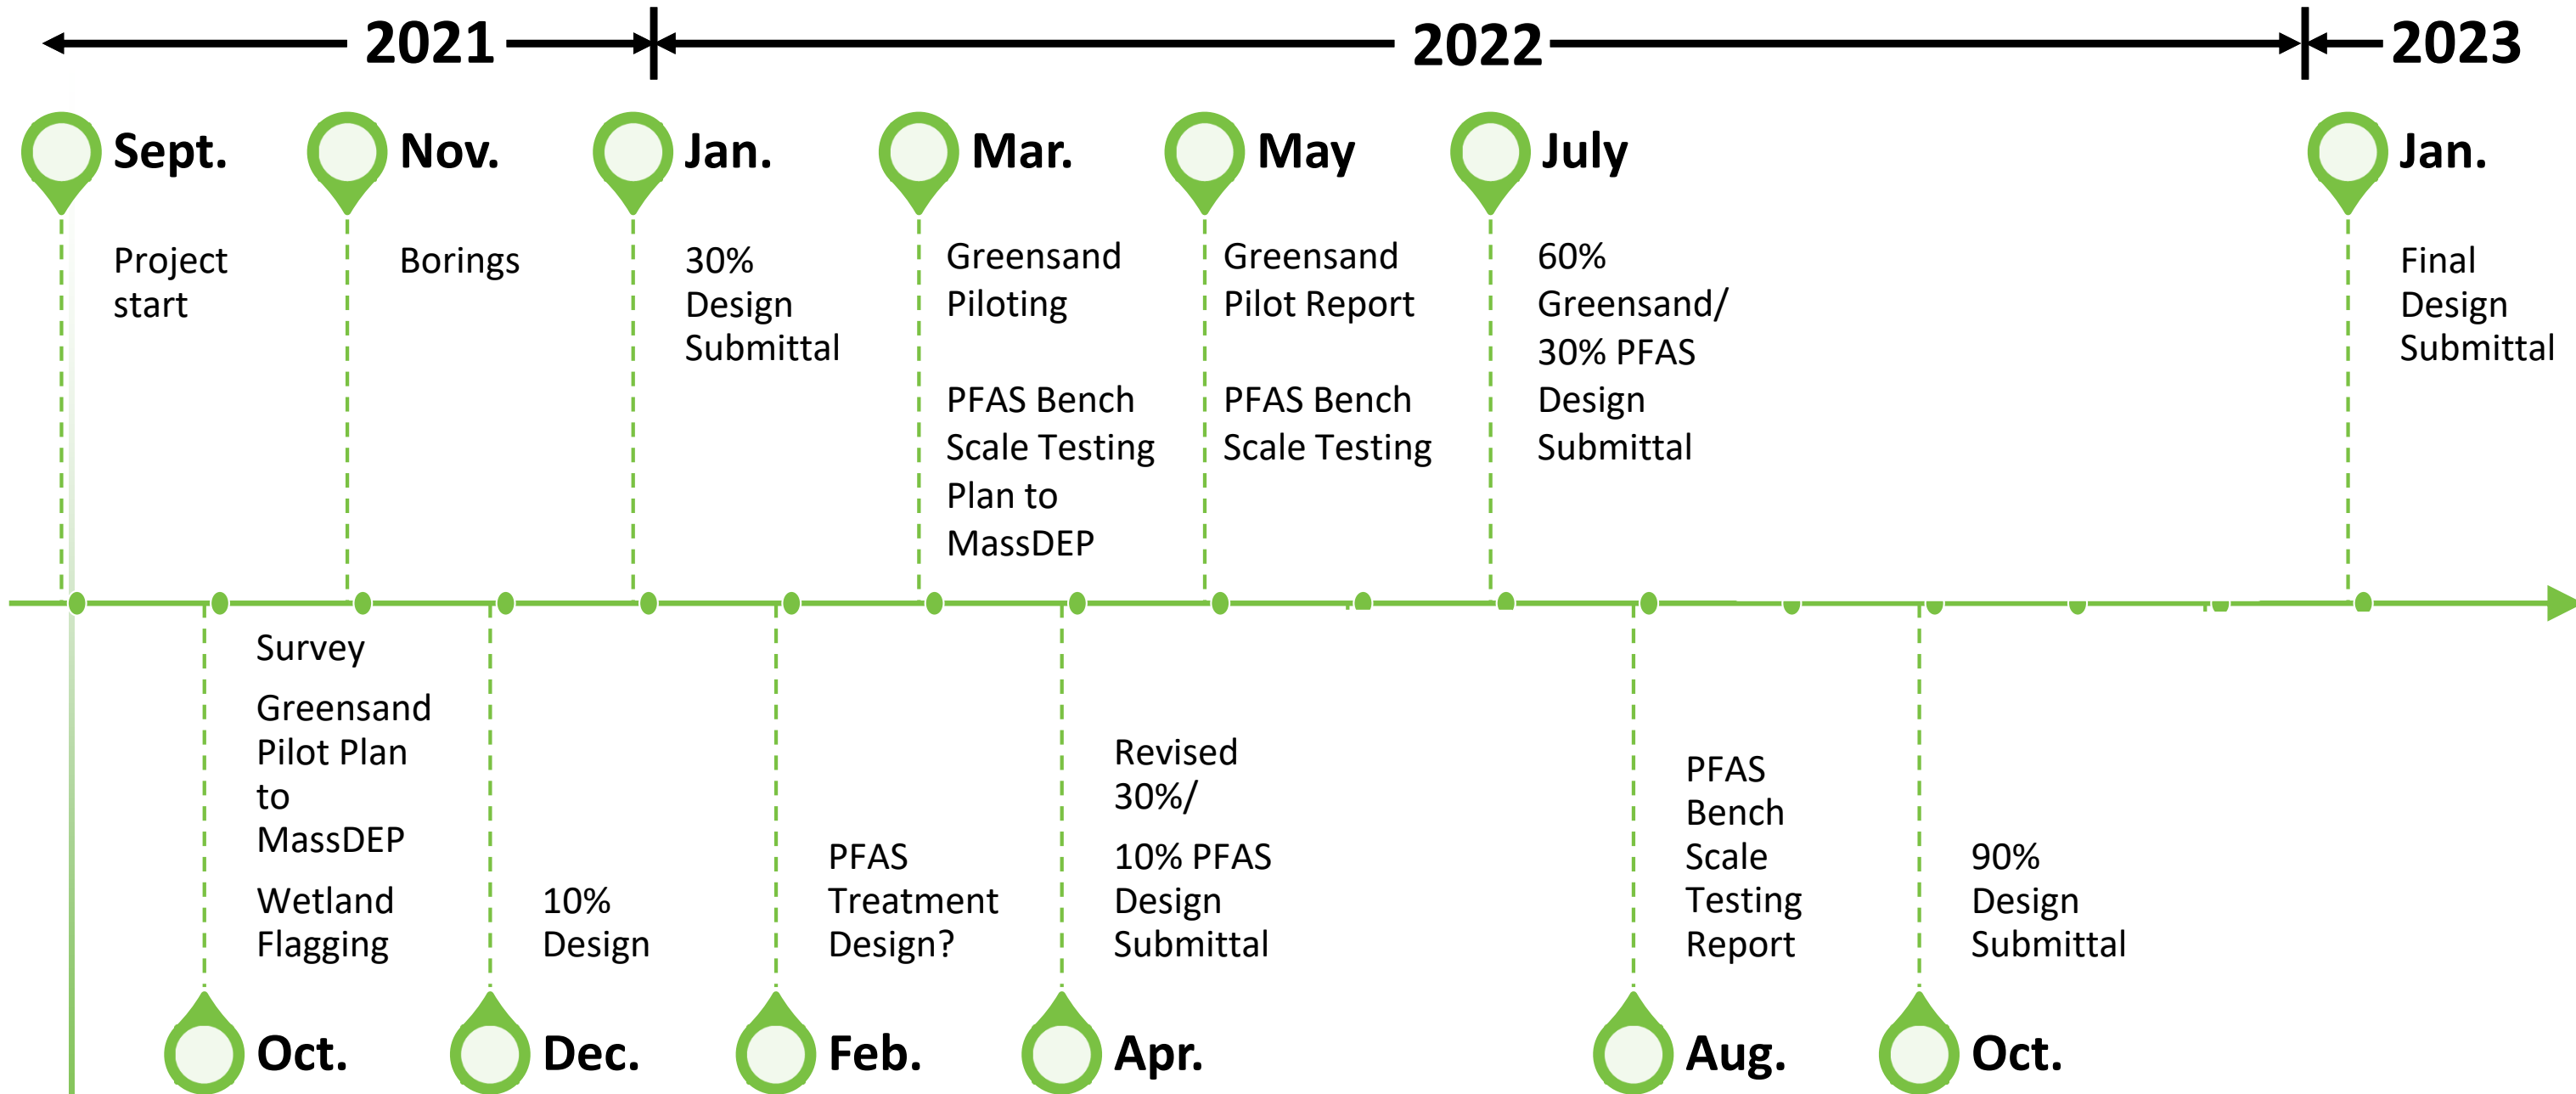 2021
2022
2023
Sept.
Project
start
Nov.
Borings
Jan.
30%
Design
Submittal
Mar.
Greensand
Piloting
PFAS Bench
Scale Testing
Plan to
MassDEP
May
Greensand
Pilot Report
PFAS Bench
Scale Testing
July
60%
Greensand/
30% PFAS
Design
Submittal
Jan.
Final
Design
Submittal
Survey
Greensand
Pilot Plan
to
MassDEP
Wetland
Flagging
Oct.
10%
Design
Dec.
PFAS
Treatment
Design?
Feb.
Revised
30%/
10% PFAS
Design
Submittal
Apr.
PFAS
Bench
Scale
Testing
Report
Aug.
90%
Design
Submittal
Oct.